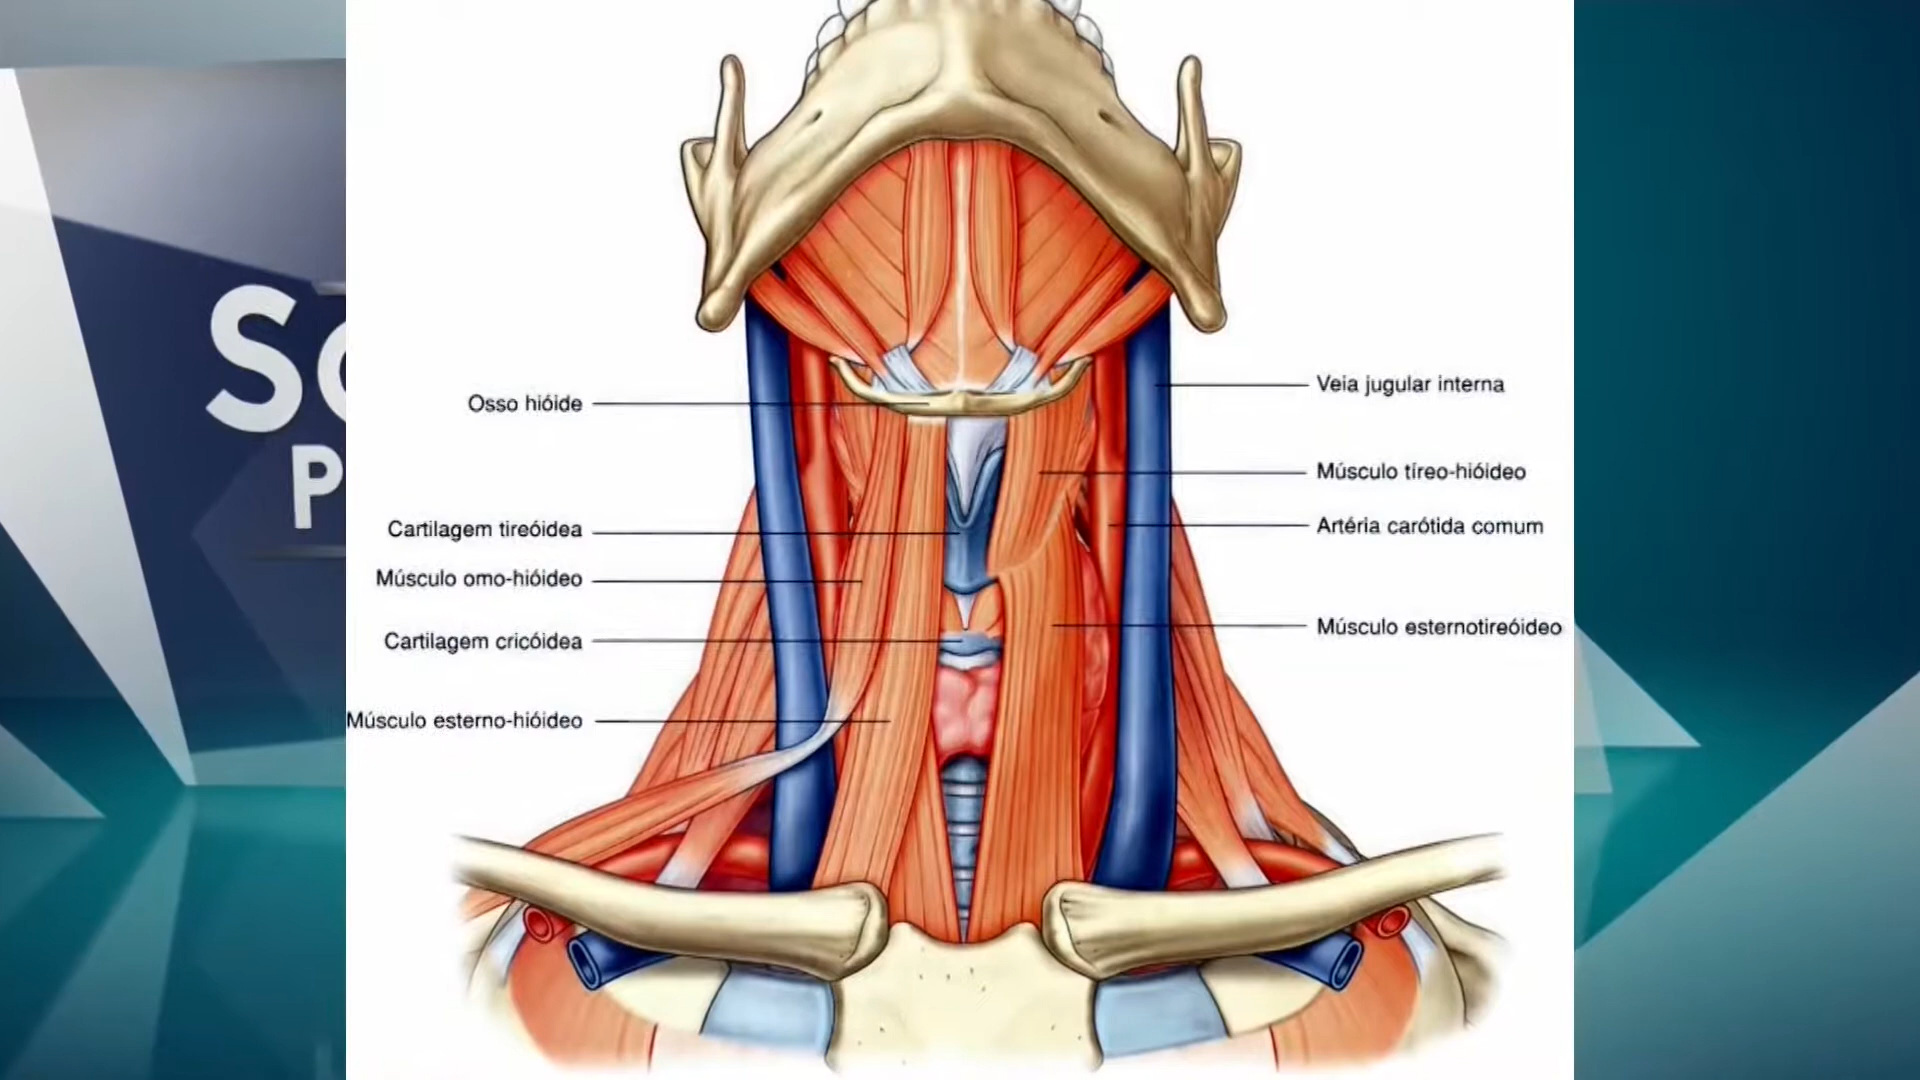 Osso hióide
Cartilagem tireóidea
Músculo omo-hióideo
Cartilagem cricóidea
Músculo esterno-hióideo
Veia jugular interna
Músculo tíreo-hióideo
Artéria carótida comum
Músculo esternotireóideo